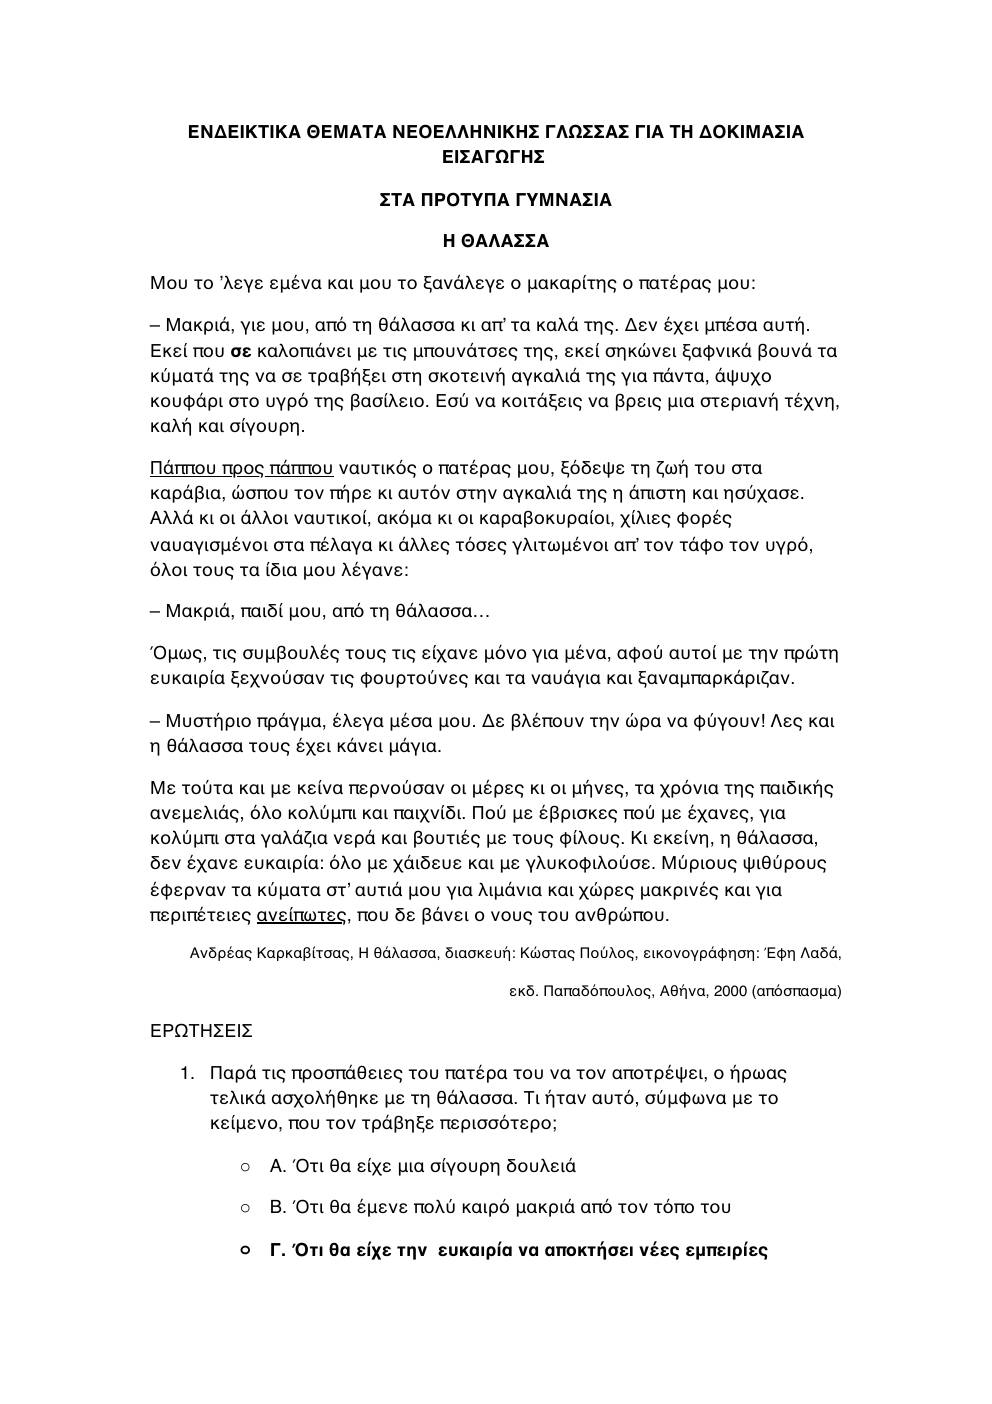 ΕΝΔΕΙΚΤΙΚΑ ΘΕΜΑΤΑ ΝΕΟΕΛΛΗΝΙΚΗΣ ΓΛΩΣΣΑΣ ΓΙΑ ΤΗ ΔΟΚΙΜΑΣΙΑ
ΕΙΣΑΓΩΓΗΣ
ΣΤΑ ΠΡΟΤΥΠΑ ΓΥΜΝΑΣΙΑ
Η ΘΑΛΑΣΣΑ
Μου το ’λεγε εμένα και μου το ξανάλεγε ο μακαρίτης ο πατέρας μου:
– Μακριά, γιε μου, από τη θάλασσα κι απ’ τα καλά της. Δεν έχει μπέσα αυτή.
Εκεί που σε καλοπιάνει με τις μπουνάτσες της, εκεί σηκώνει ξαφνικά βουνά τα
κύματά της να σε τραβήξει στη σκοτεινή αγκαλιά της για πάντα, άψυχο
κουφάρι στο υγρό της βασίλειο. Εσύ να κοιτάξεις να βρεις μια στεριανή τέχνη,
καλή και σίγουρη.
Πάππου προς πάππου ναυτικός ο πατέρας μου, ξόδεψε τη ζωή του στα
καράβια, ώσπου τον πήρε κι αυτόν στην αγκαλιά της η άπιστη και ησύχασε.
Αλλά κι οι άλλοι ναυτικοί, ακόμα κι οι καραβοκυραίοι, χίλιες φορές
ναυαγισμένοι στα πέλαγα κι άλλες τόσες γλιτωμένοι απ’ τον τάφο τον υγρό,
όλοι τους τα ίδια μου λέγανε:
– Μακριά, παιδί μου, από τη θάλασσα…
Όμως, τις συμβουλές τους τις είχανε μόνο για μένα, αφού αυτοί με την πρώτη
ευκαιρία ξεχνούσαν τις φουρτούνες και τα ναυάγια και ξαναμπαρκάριζαν.
– Μυστήριο πράγμα, έλεγα μέσα μου. Δε βλέπουν την ώρα να φύγουν! Λες και
η θάλασσα τους έχει κάνει μάγια.
Με τούτα και με κείνα περνούσαν οι μέρες κι οι μήνες, τα χρόνια της παιδικής
ανεμελιάς, όλο κολύμπι και παιχνίδι. Πού με έβρισκες πού με έχανες, για
κολύμπι στα γαλάζια νερά και βουτιές με τους φίλους. Κι εκείνη, η θάλασσα,
δεν έχανε ευκαιρία: όλο με χάιδευε και με γλυκοφιλούσε. Μύριους ψιθύρους
έφερναν τα κύματα στ’ αυτιά μου για λιμάνια και χώρες μακρινές και για
περιπέτειες ανείπωτες, που δε βάνει ο νους του ανθρώπου.
Ανδρέας Καρκαβίτσας, Η θάλασσα, διασκευή: Κώστας Πούλος, εικονογράφηση: Έφη Λαδά,
εκδ. Παπαδόπουλος, Αθήνα, 2000 (απόσπασμα)
ΕΡΩΤΗΣΕΙΣ
1. Παρά τις προσπάθειες του πατέρα του να τον αποτρέψει, ο ήρωας
τελικά ασχολήθηκε με τη θάλασσα. Τι ήταν αυτό, σύμφωνα με το
κείμενο, που τον τράβηξε περισσότερο;
○ Α. Ότι θα είχε μια σίγουρη δουλειά
○ Β. Ότι θα έμενε πολύ καιρό μακριά από τον τόπο του
○ Γ. Ότι θα είχε την  ευκαιρία να αποκτήσει νέες εμπειρίες